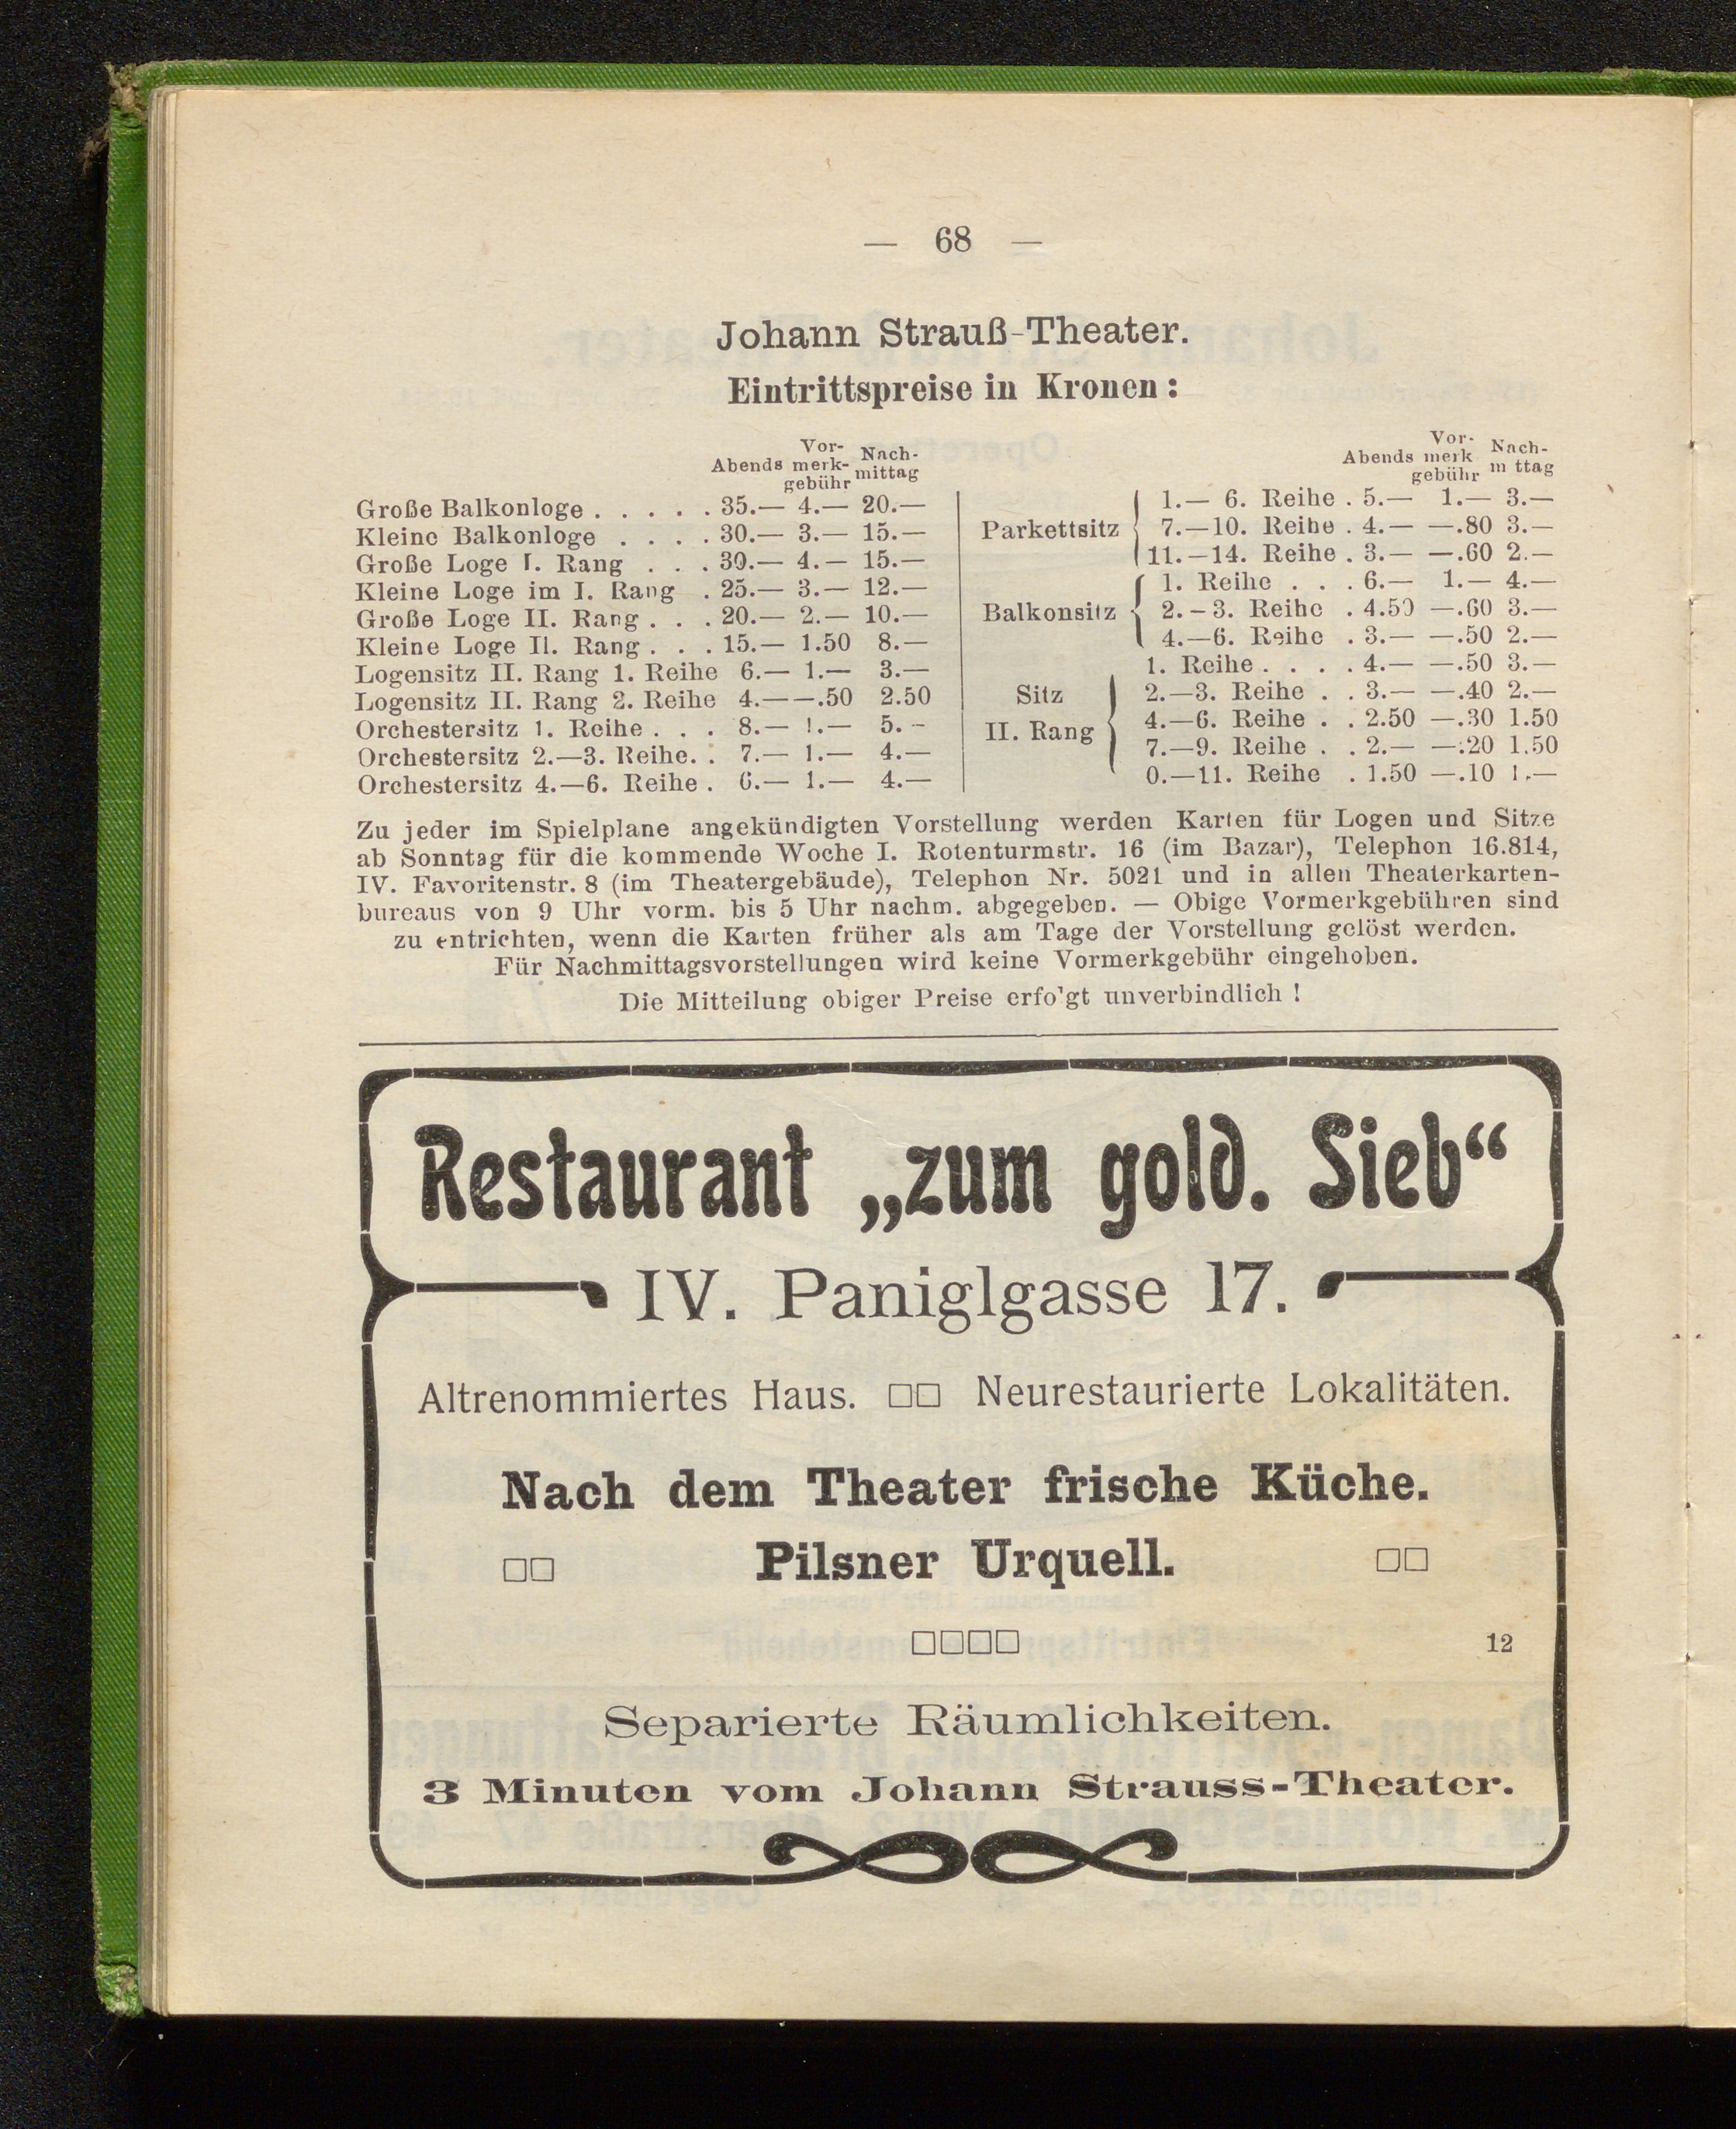 — 68 —
Johann Strauß-Theater.
Eintrittspreise in Kronen:
Abends Vor-merk-gebühr Nach-mittag
Große Balkonloge . . . . . 35.— 4.— 20.—
Kleine Balkonloge . . . . 30.— 3.— 15.—
Große Loge I. Rang . . . 30.— 4.— 15.—
Kleine Loge im I. Rang . 25.— 3.— 12.—
Große Loge II. Rang . . . 20.— 2.— 10.—
Kleine Loge II. Rang . . . 15.— 1.50 8.—
Logensitz II. Rang 1. Reihe 6.— 1.— 3.—
Logensitz II. Rang 2. Reihe 4.— —.50 2.50
Orchestersitz 1. Reihe . . . 8.— 1.— 5.—
Orchestersitz 2.—3. Reihe. . 7.— 1.— 4.—
Orchestersitz 4.—6. Reihe . 6.— 1.— 4.—
Abends Vor-merk gebühr Nach-m ttag
Parkettsitz
1.— 6. Reihe . 5.— 1.— 3.—
7.—10. Reihe . 4.— —.80 3.—
11.—14. Reihe . 3.— —.60 2.—
Balkonsitz
1. Reihe . . . 6.— 1.— 4.—
2.—3. Reihe . 4.50 —.60 3.—
4.—6. Reihe . 3.— —.50 2.—
Sitz
II. Rang
1. Reihe . . . . 4.— —.50 3.—
2.—3. Reihe . . 3.— —.40 2.—
4.—6. Reihe . . 2.50 —.30 1.50
7.—9. Reihe . . 2.— —.20 1.50
0.—11. Reihe . 1.50 —.10 1.—
Zu jeder im Spielplane angekündigten Vorstellung werden Karten für Logen und Sitze
ab Sonntag für die kommende Woche I. Rotenturmstr. 16 (im Bazar), Telephon 16.814,
IV. Favoritenstr. 8 (im Theatergebäude), Telephon Nr. 5021 und in allen Theaterkarten-
bureaus von 9 Uhr vorm. bis 5 Uhr nachm. abgegeben. — Obige Vormerkgebühren sind
zu entrichten, wenn die Karten früher als am Tage der Vorstellung gelöst werden.
Für Nachmittagsvorstellungen wird keine Vormerkgebühr eingehoben.
Die Mitteilung obiger Preise erfo'gt unverbindlich !
Restaurant „zum gold. Sieb“
IV. Paniglgasse 17.
Altrenommiertes Haus. □□ Neurestaurierte Lokalitäten.
Nach dem Theater frische Küche.
□□ Pilsner Urquell. □□
□□□□ 12
Separierte Räumlichkeiten.
3 Minuten vom Johann Strauss-Theater.